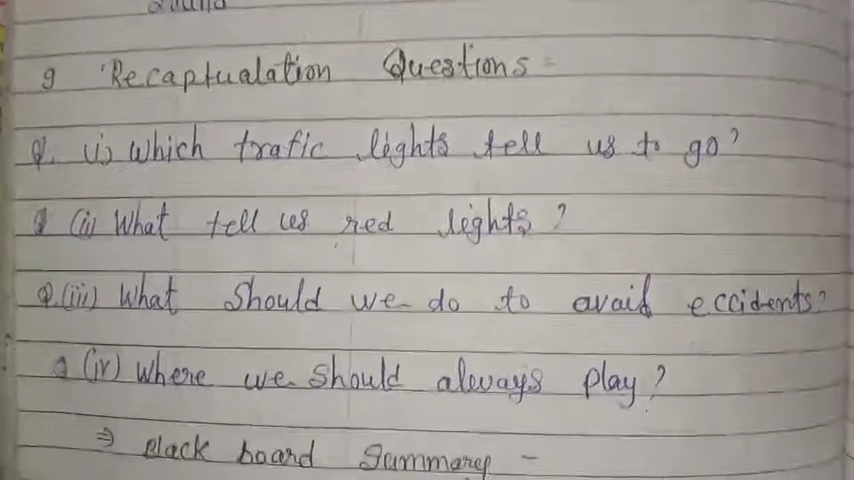 9 Recaptualation Questions =
Q. (i) Which trafic lights tell us to go?
Q (ii) What tell us red lights?
Q.(iii) What should we do to avaid eccidents?
Q (iv) Where we should always play?
⇒ Black board Summarey -